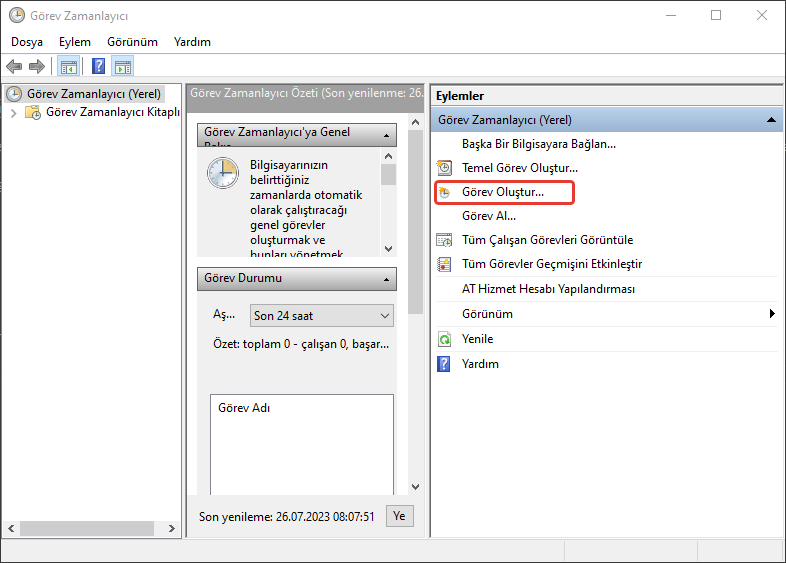 Görev Zamanlayıcı
Dosya Eylem Görünüm Yardım
Görev Zamanlayıcı (Yerel)
Görev Zamanlayıcı Kitaplı
Görev Zamanlayıcı Özeti (Son yenilenme: 26.
Görev Zamanlayıcı'ya Genel
Bilgisayarınızın
belirttiğiniz
zamanlarda otomatik
olarak çalıştıracağı
genel görevler
oluşturmak ve
bunları yönetmek
Görev Durumu
Aş... Son 24 saat
Özet: toplam 0 - çalışan 0, başar...
Görev Adı
Son yenileme: 26.07.2023 08:07:51 Ye
Eylemler
Görev Zamanlayıcı (Yerel)
Başka Bir Bilgisayara Bağlan...
Temel Görev Oluştur...
Görev Oluştur...
Görev Al...
Tüm Çalışan Görevleri Görüntüle
Tüm Görevler Geçmişini Etkinleştir
AT Hizmet Hesabı Yapılandırması
Görünüm
Yenile
Yardım